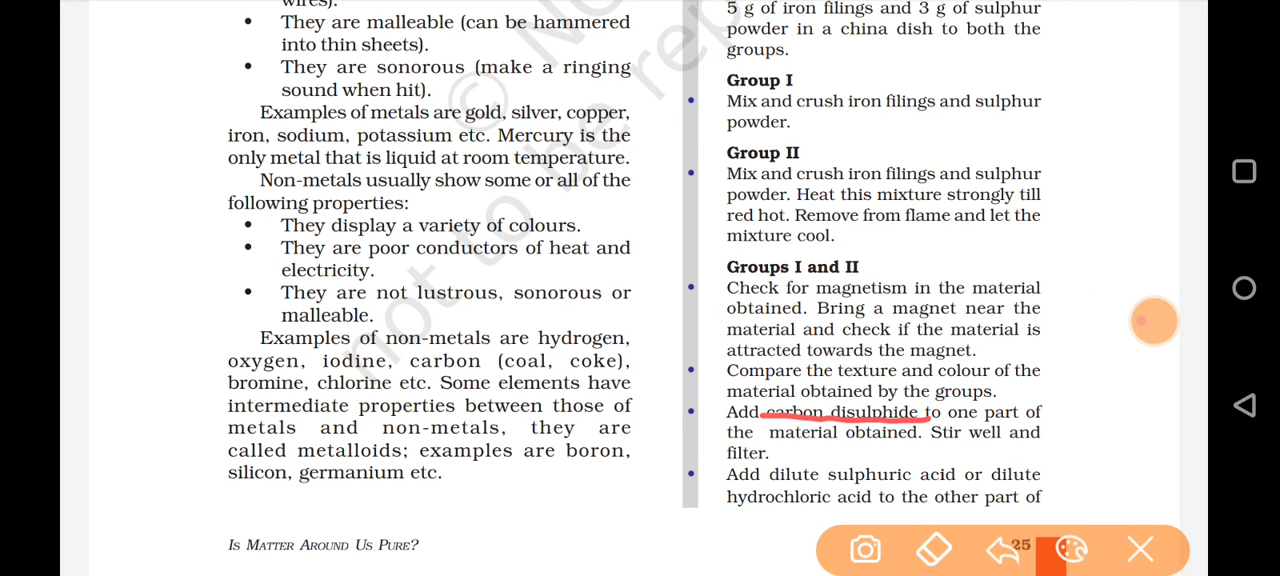 wires).
• They are malleable (can be hammered
into thin sheets).
• They are sonorous (make a ringing
sound when hit).
Examples of metals are gold, silver, copper,
iron, sodium, potassium etc. Mercury is the
only metal that is liquid at room temperature.
Non-metals usually show some or all of the
following properties:
• They display a variety of colours.
• They are poor conductors of heat and
electricity.
• They are not lustrous, sonorous or
malleable.
Examples of non-metals are hydrogen,
oxygen, iodine, carbon (coal, coke),
bromine, chlorine etc. Some elements have
intermediate properties between those of
metals and non-metals, they are
called metalloids; examples are boron,
silicon, germanium etc.
5 g of iron filings and 3 g of sulphur
powder in a china dish to both the
groups.
Group I
• Mix and crush iron filings and sulphur
powder.
Group II
• Mix and crush iron filings and sulphur
powder. Heat this mixture strongly till
red hot. Remove from flame and let the
mixture cool.
Groups I and II
• Check for magnetism in the material
obtained. Bring a magnet near the
material and check if the material is
attracted towards the magnet.
• Compare the texture and colour of the
material obtained by the groups.
• Add carbon disulphide to one part of
the material obtained. Stir well and
filter.
• Add dilute sulphuric acid or dilute
hydrochloric acid to the other part of
IS MATTER AROUND US PURE?
25
not to be rep
© N